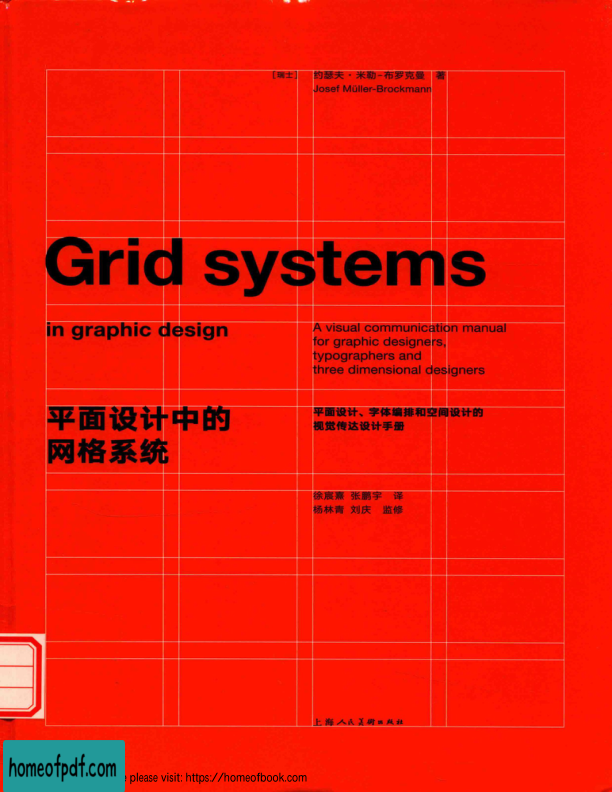 [瑞士] 约瑟夫·米勒-布罗克曼 著
Josef Müller-Brockmann
Grid systems
in graphic design
A visual communication manual
for graphic designers,
typographers and
three dimensional designers
平面设计中的
网格系统
平面设计、字体编排和空间设计的
视觉传达设计手册
徐宸熹 张鹏宇 译
杨林青 刘庆 监修
上海人民美術出版社
homeofpdf.com
please visit: https://homeofbook.com